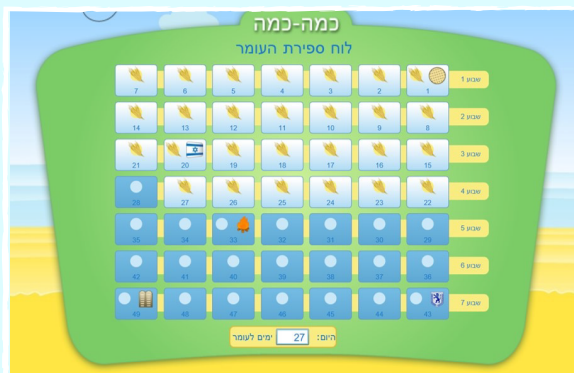 כמה-כמה
לוח ספירת העומר
שבוע 1 1 2 3 4 5 6 7
שבוע 2 8 9 10 11 12 13 14
שבוע 3 15 16 17 18 19 20 21
שבוע 4 22 23 24 25 26 27 28
שבוע 5 29 30 31 32 33 34 35
שבוע 6 36 37 38 39 40 41 42
שבוע 7 43 44 45 46 47 48 49
היום: 27 ימים לעומר